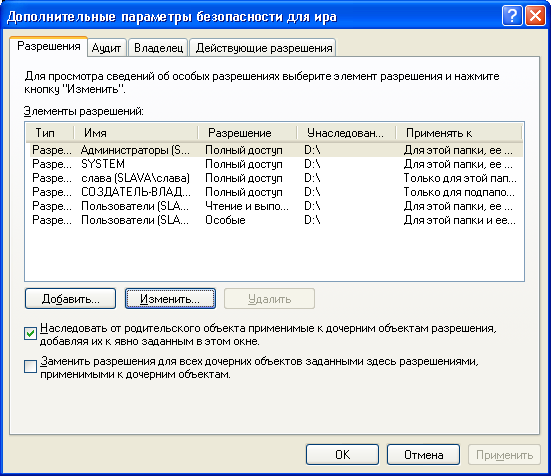 Дополнительные параметры безопасности для ира
Разрешения Аудит Владелец Действующие разрешения
Для просмотра сведений об особых разрешениях выберите элемент разрешения и нажмите
кнопку "Изменить".
Элементы разрешений:
Тип Имя Разрешение Унаследован... Применять к
Разре... Администраторы (S... Полный доступ D:\ Для этой папки, ее ...
Разре... SYSTEM Полный доступ D:\ Для этой папки, ее ...
Разре... слава (SLAVA\слава) Полный доступ D:\ Только для этой пап...
Разре... СОЗДАТЕЛЬ-ВЛАД... Полный доступ D:\ Только для подпапо...
Разре... Пользователи (SLA... Чтение и выпо... D:\ Для этой папки, ее ...
Разре... Пользователи (SLA... Особые D:\ Для этой папки и ее...
Добавить... Изменить... Удалить
Наследовать от родительского объекта применимые к дочерним объектам разрешения,
добавляя их к явно заданным в этом окне.
Заменить разрешения для всех дочерних объектов заданными здесь разрешениями,
применимыми к дочерним объектам.
OK Отмена Применить